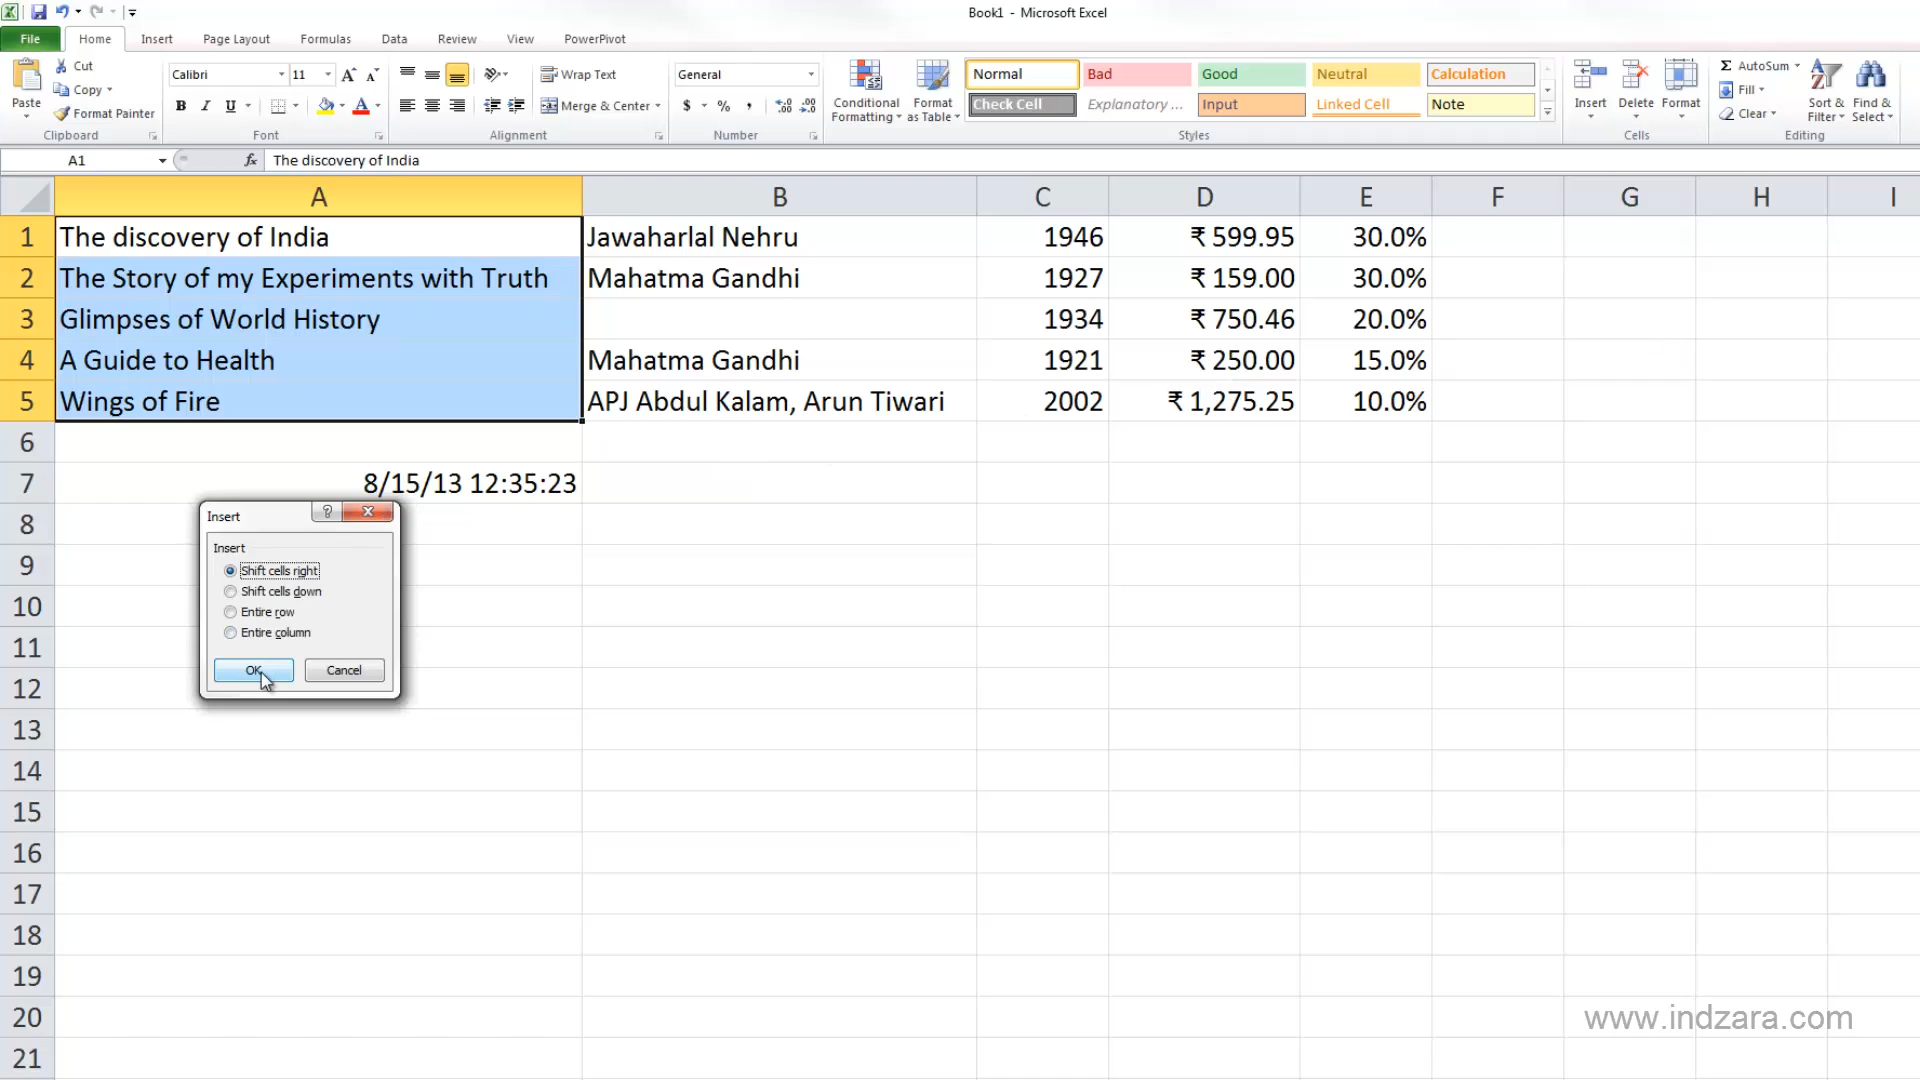 Book1 - Microsoft Excel
File Home Insert Page Layout Formulas Data Review View PowerPivot
Paste
Cut
Copy
Format Painter
Clipboard
Calibri 11
B I U
Font
Wrap Text
Merge & Center
Alignment
General
$ % ,
Number
Conditional Formatting
Format as Table
Normal Bad Good Neutral Calculation
Check Cell Explanatory ... Input Linked Cell Note
Styles
Insert Delete Format
Cells
Σ AutoSum
Fill
Clear
Sort & Filter
Find & Select
Editing
A1 fx The discovery of India
A B C D E F G H I
1 The discovery of India Jawaharlal Nehru 1946 ₹ 599.95 30.0%
2 The Story of my Experiments with Truth Mahatma Gandhi 1927 ₹ 159.00 30.0%
3 Glimpses of World History 1934 ₹ 750.46 20.0%
4 A Guide to Health Mahatma Gandhi 1921 ₹ 250.00 15.0%
5 Wings of Fire APJ Abdul Kalam, Arun Tiwari 2002 ₹ 1,275.25 10.0%
6
7 8/15/13 12:35:23
8
9
10
11
12
13
14
15
16
17
18
19
20
21
Insert ?
Insert
Shift cells right
Shift cells down
Entire row
Entire column
OK Cancel
www.indzara.com